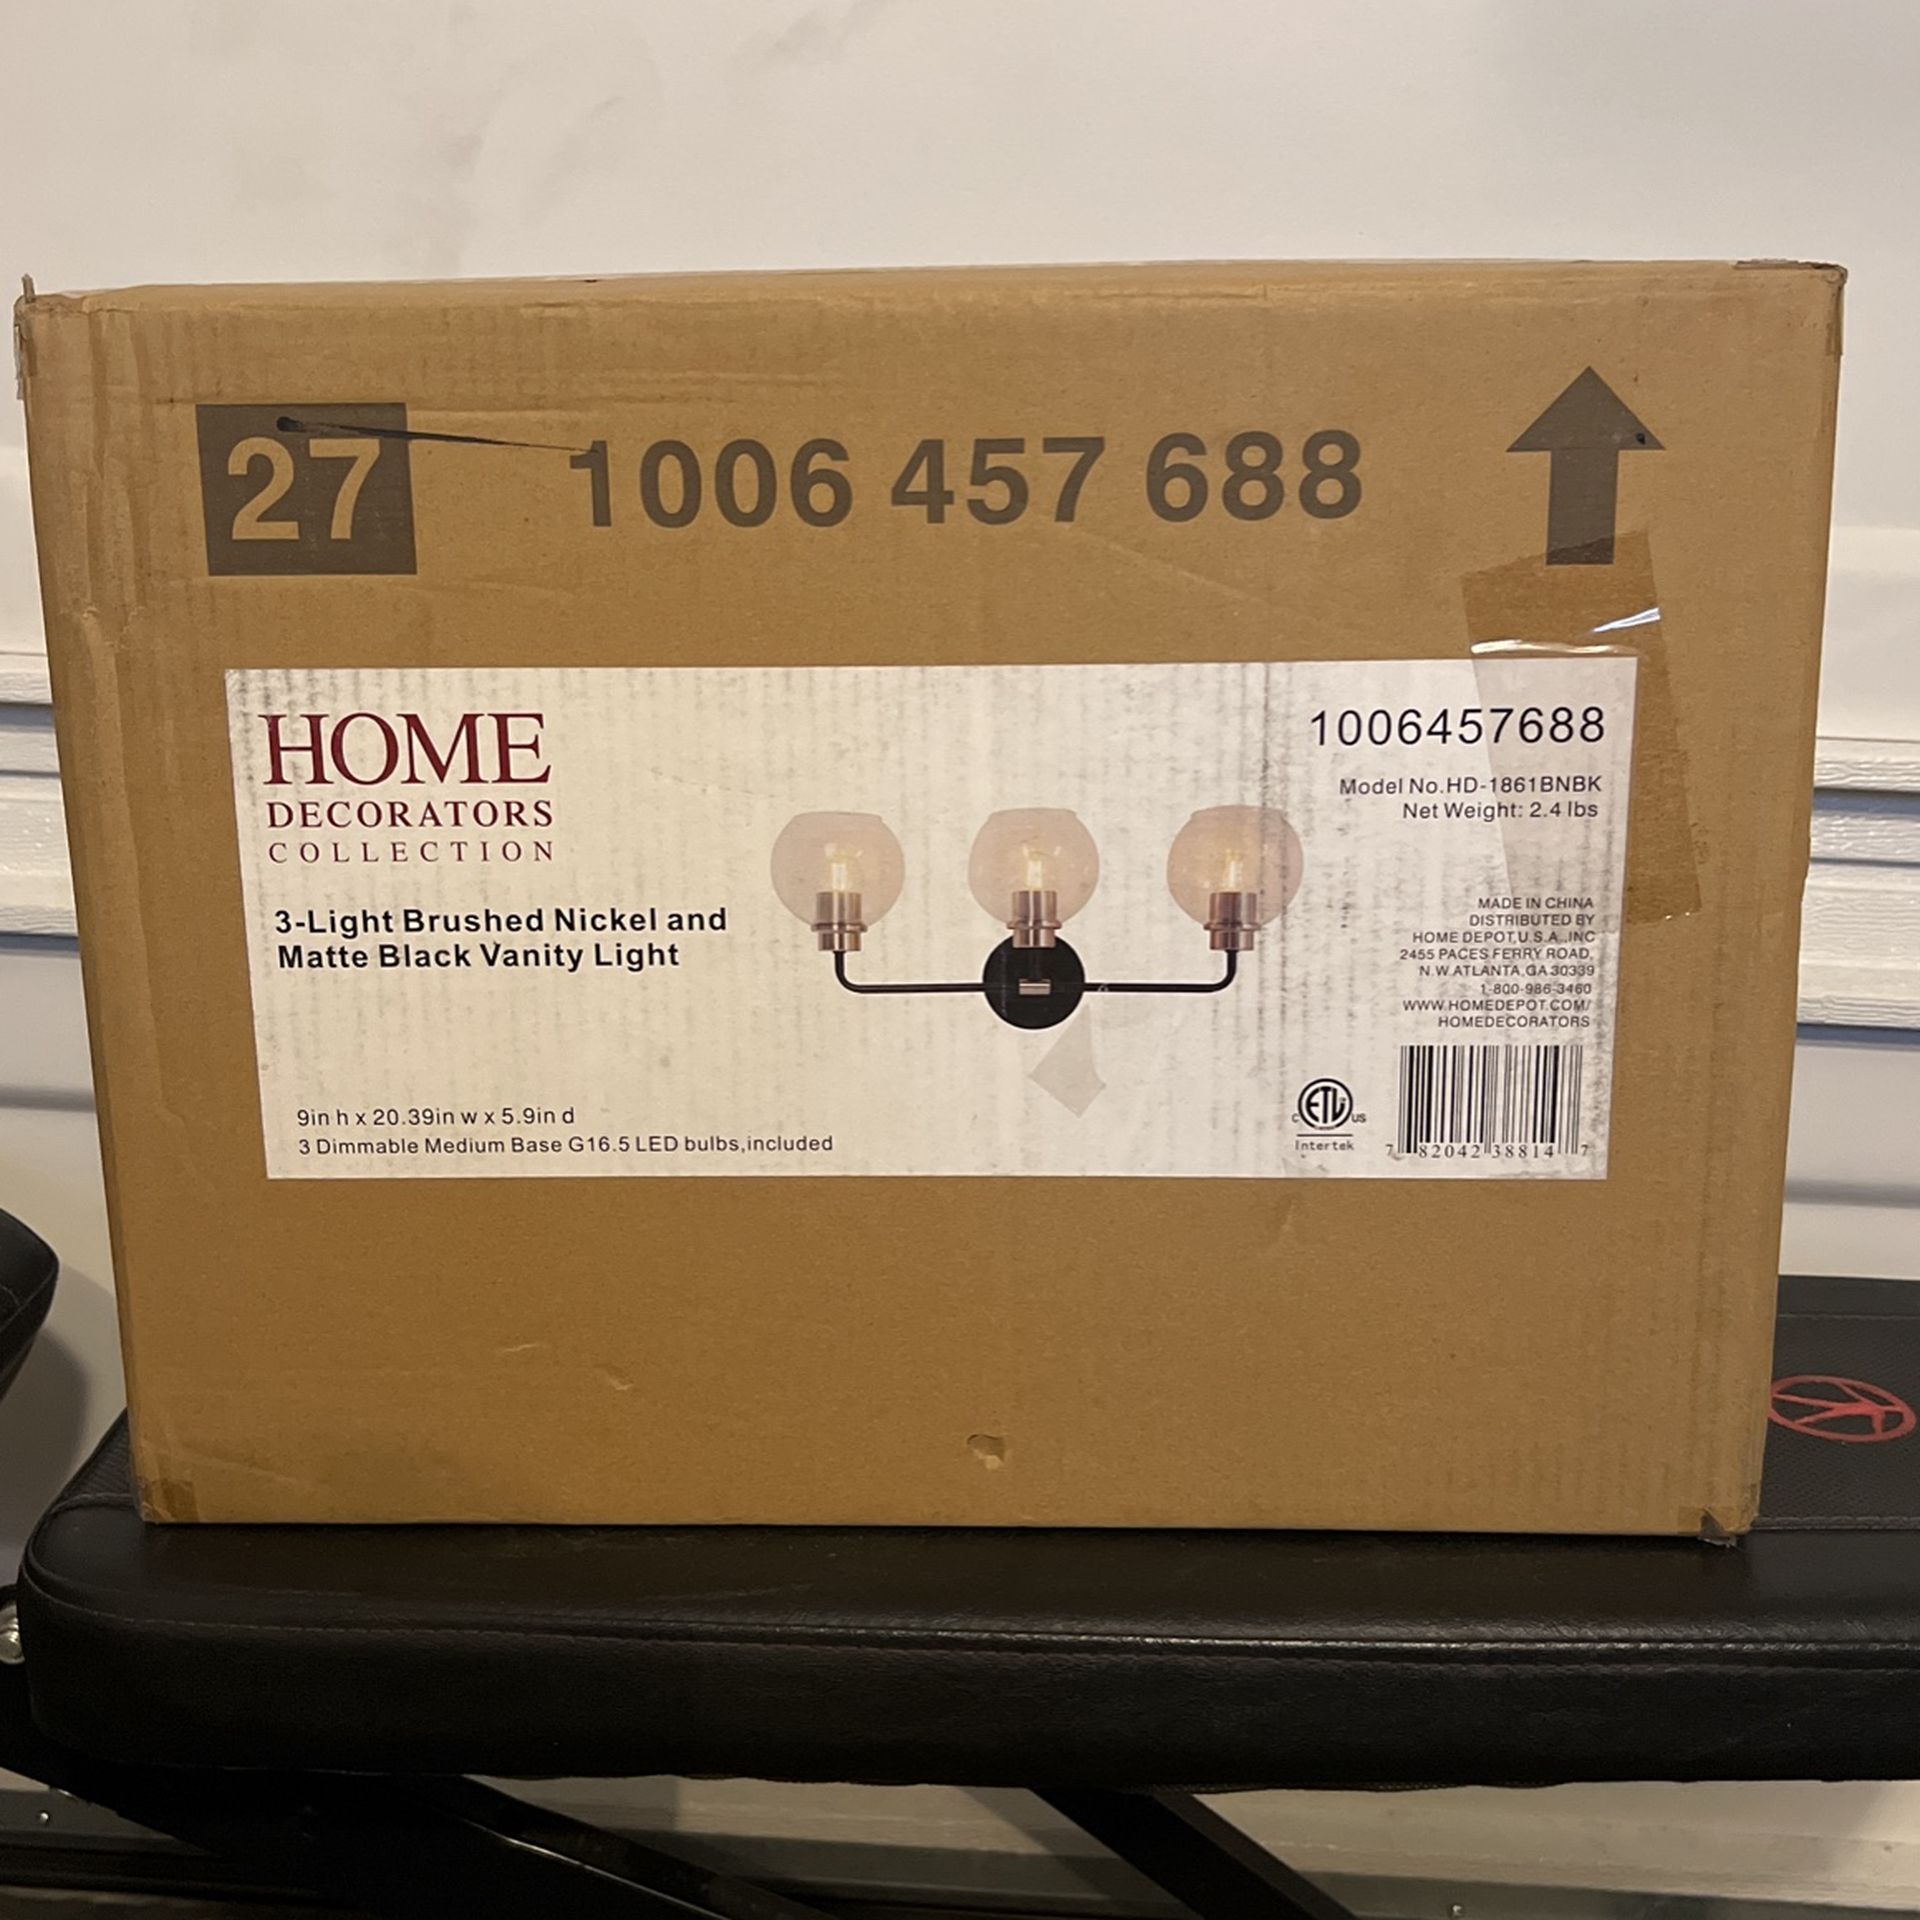 27 1006 457 688
HOME
DECORATORS
COLLECTION
3-Light Brushed Nickel and
Matte Black Vanity Light
9in h x 20.39in w x 5.9in d
3 Dimmable Medium Base G16.5 LED bulbs,included
1006457688
Model No.HD-1861BNBK
Net Weight: 2.4 lbs
MADE IN CHINA
DISTRIBUTED BY
HOME DEPOT,U.S.A.,INC
2455 PACES FERRY ROAD,
N.W.ATLANTA,GA 30339
1-800-986-3460
WWW.HOMEDEPOT.COM/
HOMEDECORATORS
C ETL US
Intertek
7 82042 38814 7